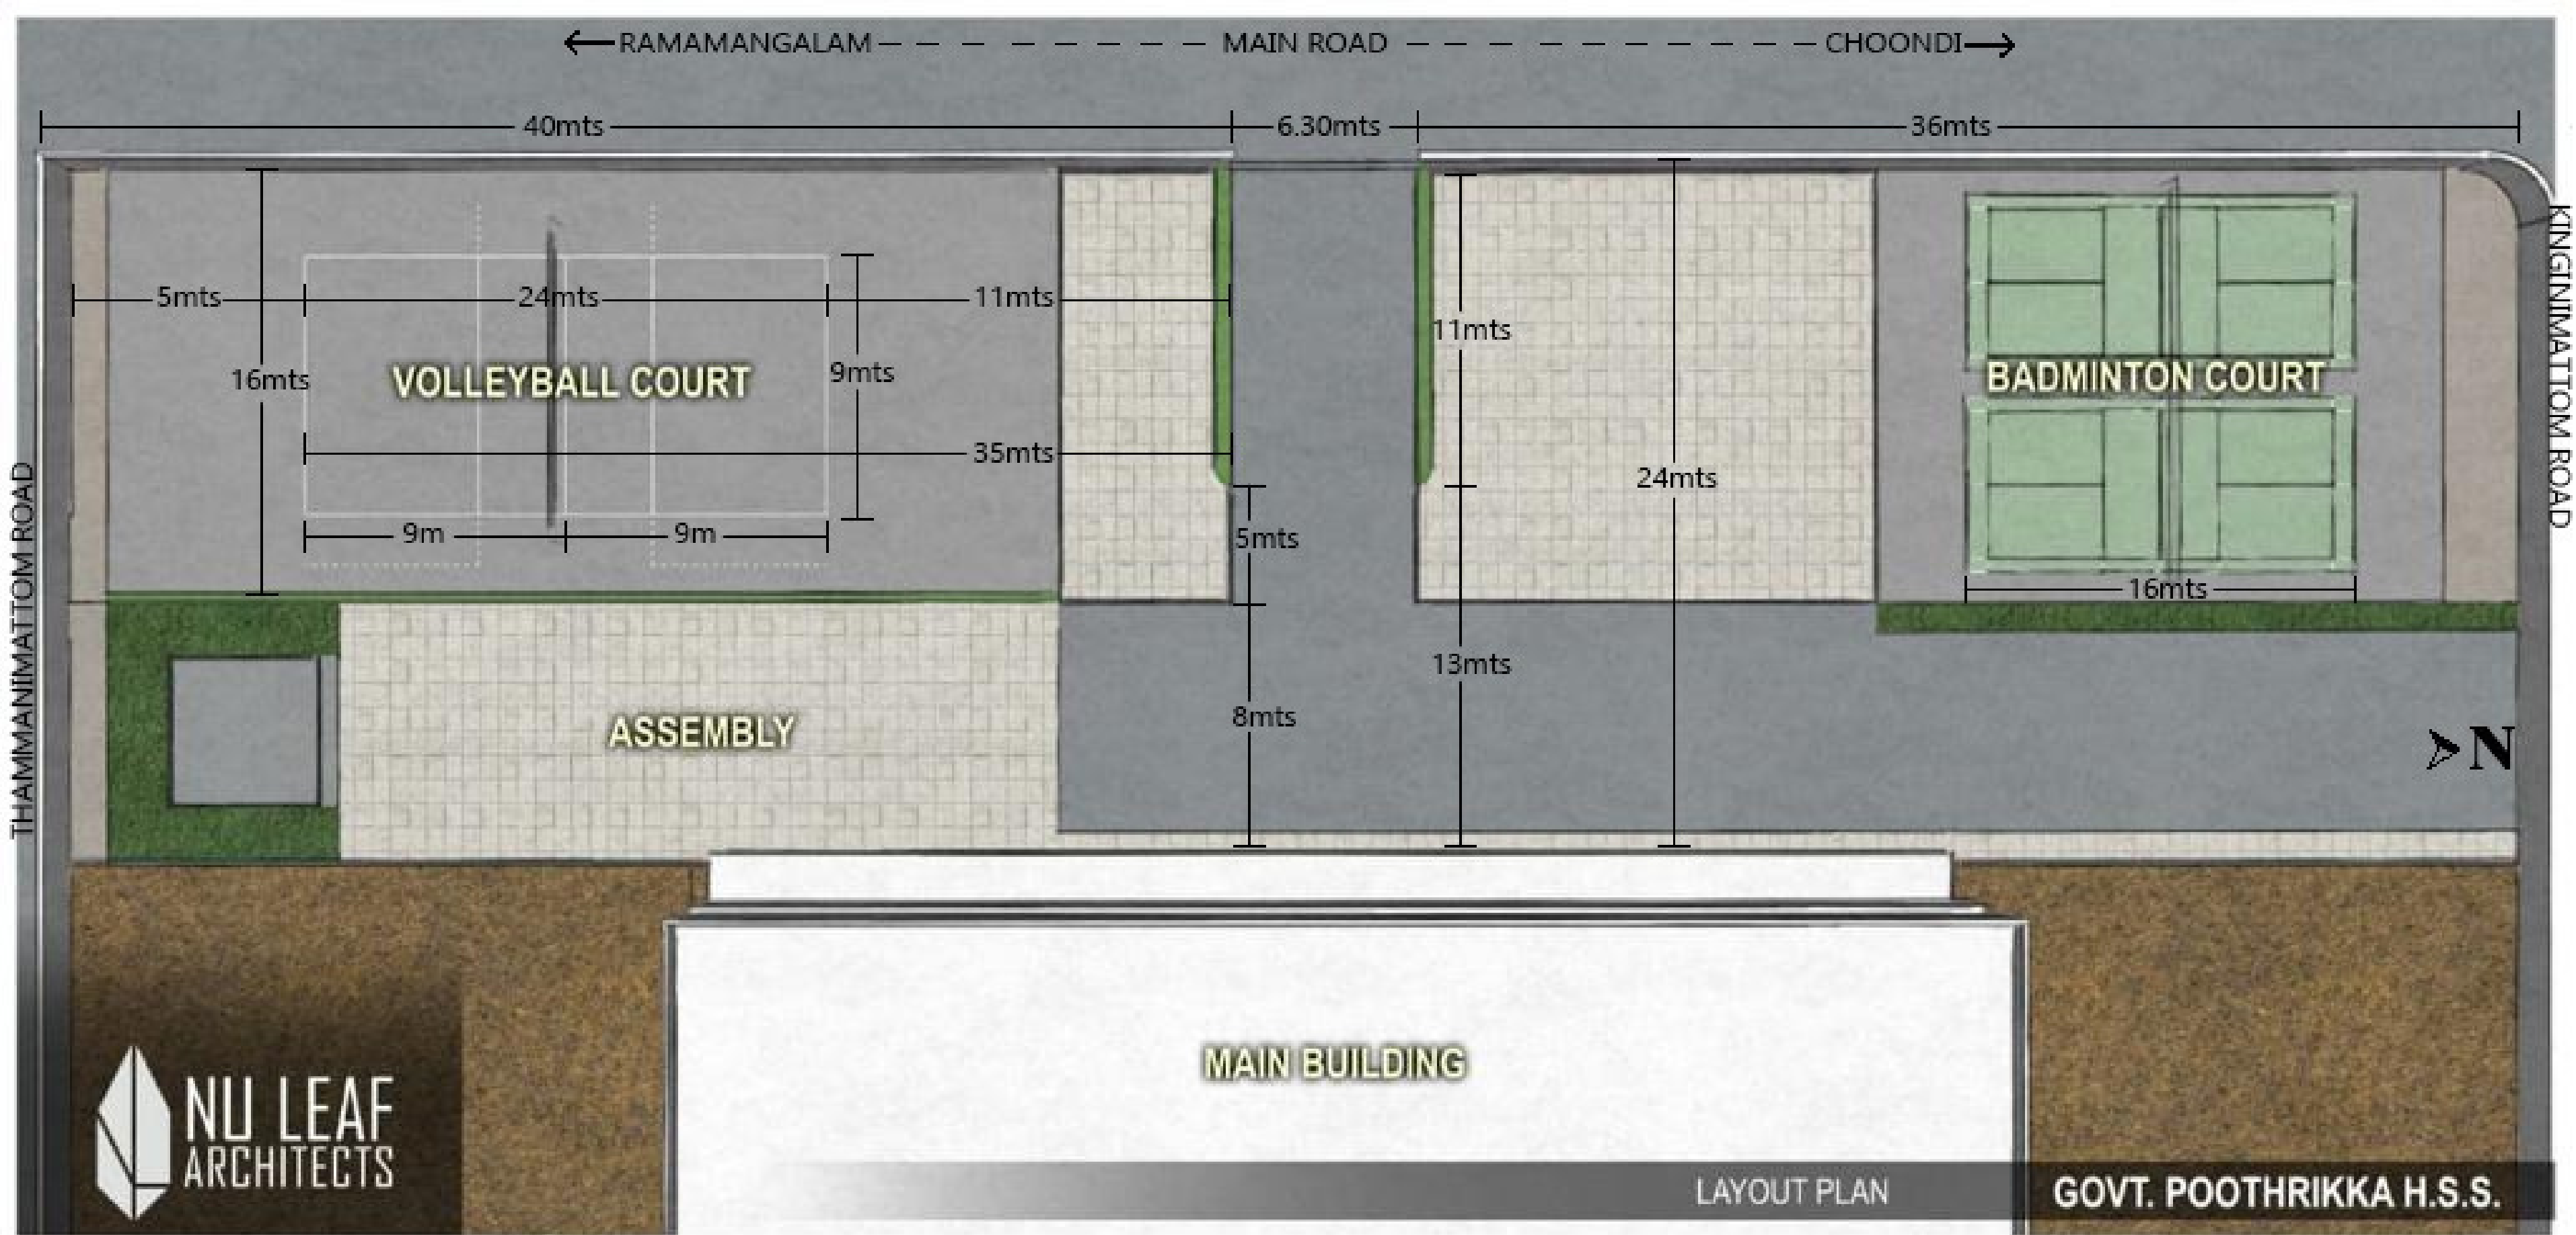 RAMAMANGALAM MAIN ROAD CHOONDI
40mts 6.30mts 36mts
KINGINIMATTOM ROAD
5mts 24mts 11mts
11mts
16mts VOLLEYBALL COURT 9mts BADMINTON COURT
35mts 24mts
THAMMANIMATTOM ROAD
9m 9m 5mts
16mts
13mts
ASSEMBLY 8mts
N
MAIN BUILDING
NU LEAF
ARCHITECTS
LAYOUT PLAN GOVT. POOTHRIKKA H.S.S.